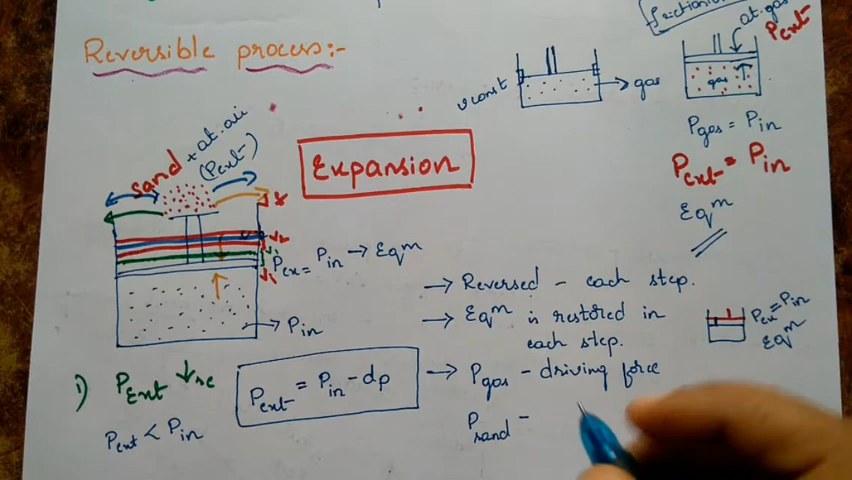 frictionl
Reversible process:-
at. gas
Pext
v const
gas
gas
Pgas = Pin
Pext = Pin
Eqm
sand + at. air
(Pext)
Expansion
Pex = Pin → Eqm
Pin
→ Reversed - each step.
→ Eqm is restored in
each step.
Pex = Pin
Eqm
1) PExt ↓se
Pext < Pin
Pext = Pin - dp
→ Pgas - driving force
Psand -